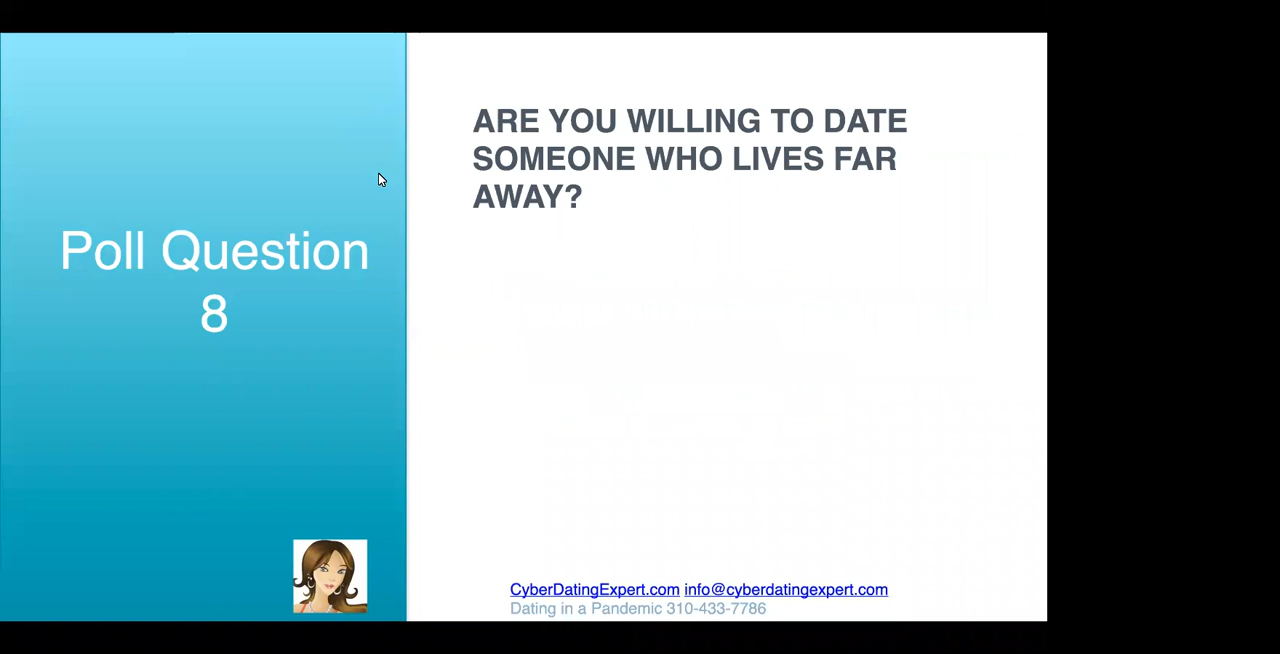 Poll Question
8
ARE YOU WILLING TO DATE
SOMEONE WHO LIVES FAR
AWAY?
CyberDatingExpert.com info@cyberdatingexpert.com
Dating in a Pandemic 310-433-7786